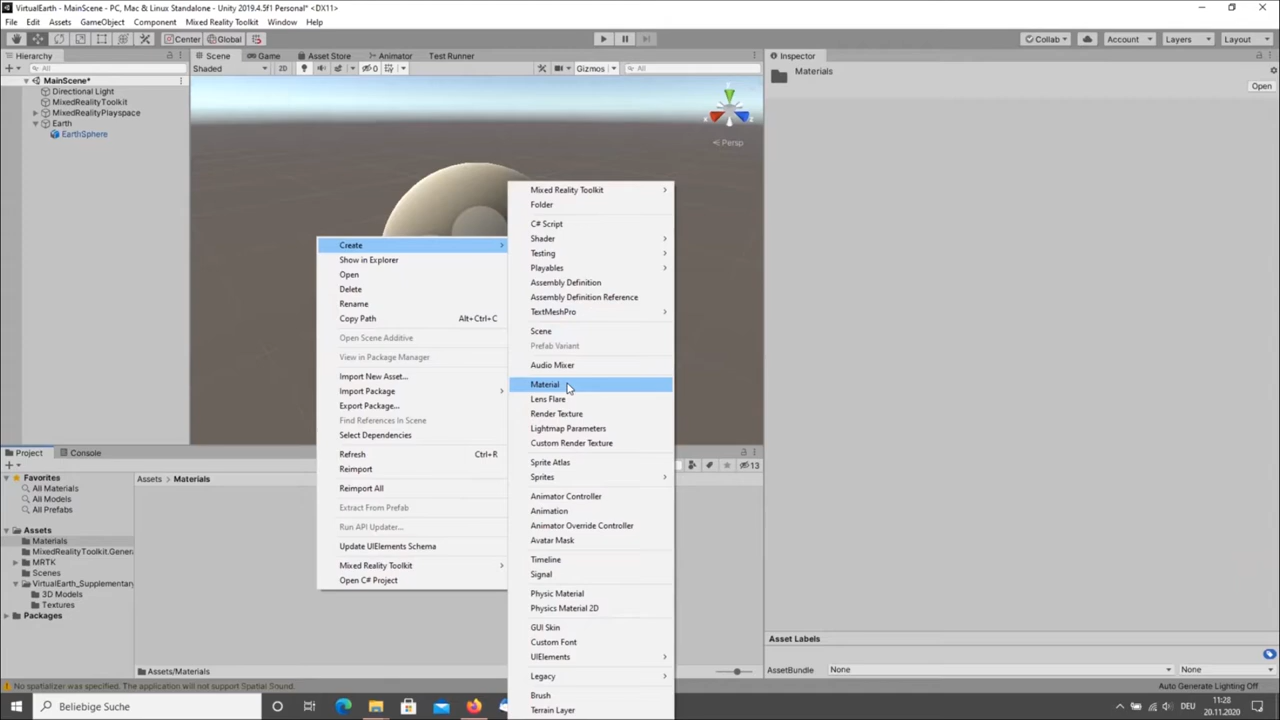 VirtualEarth - MainScene - PC, Mac & Linux Standalone - Unity 2019.4.5f1 Personal* <DX11>
File Edit Assets GameObject Component Mixed Reality Toolkit Window Help
Center Global Collab Account Layers Layout
Hierarchy Scene Game Asset Store Animator Test Runner Inspector
All Shaded 2D 0 Gizmos All
Materials
Open
MainScene*
Directional Light
MixedRealityToolkit
MixedRealityPlayspace
Earth
EarthSphere
Persp
Create
Show in Explorer
Open
Delete
Rename
Copy Path Alt+Ctrl+C
Open Scene Additive
View in Package Manager
Import New Asset...
Import Package
Export Package...
Find References In Scene
Select Dependencies
Refresh Ctrl+R
Reimport
Reimport All
Extract From Prefab
Run API Updater...
Update UIElements Schema
Mixed Reality Toolkit
Open C# Project
Mixed Reality Toolkit
Folder
C# Script
Shader
Testing
Playables
Assembly Definition
Assembly Definition Reference
TextMeshPro
Scene
Prefab Variant
Audio Mixer
Material
Lens Flare
Render Texture
Lightmap Parameters
Custom Render Texture
Sprite Atlas
Sprites
Animator Controller
Animation
Animator Override Controller
Avatar Mask
Timeline
Signal
Physic Material
Physics Material 2D
GUI Skin
Custom Font
UIElements
Legacy
Brush
Terrain Layer
Project Console
13
Favorites
All Materials
All Models
All Prefabs
Assets > Materials
Assets
Materials
MixedRealityToolkit.Gener
MRTK
Scenes
VirtualEarth_Supplementary
3D Models
Textures
Packages
Assets/Materials
Asset Labels
AssetBundle None None
No spatializer was specified. The application will not support Spatial Sound.
Auto Generate Lighting Off
Beliebige Suche
DEU
11:28
20.11.2020